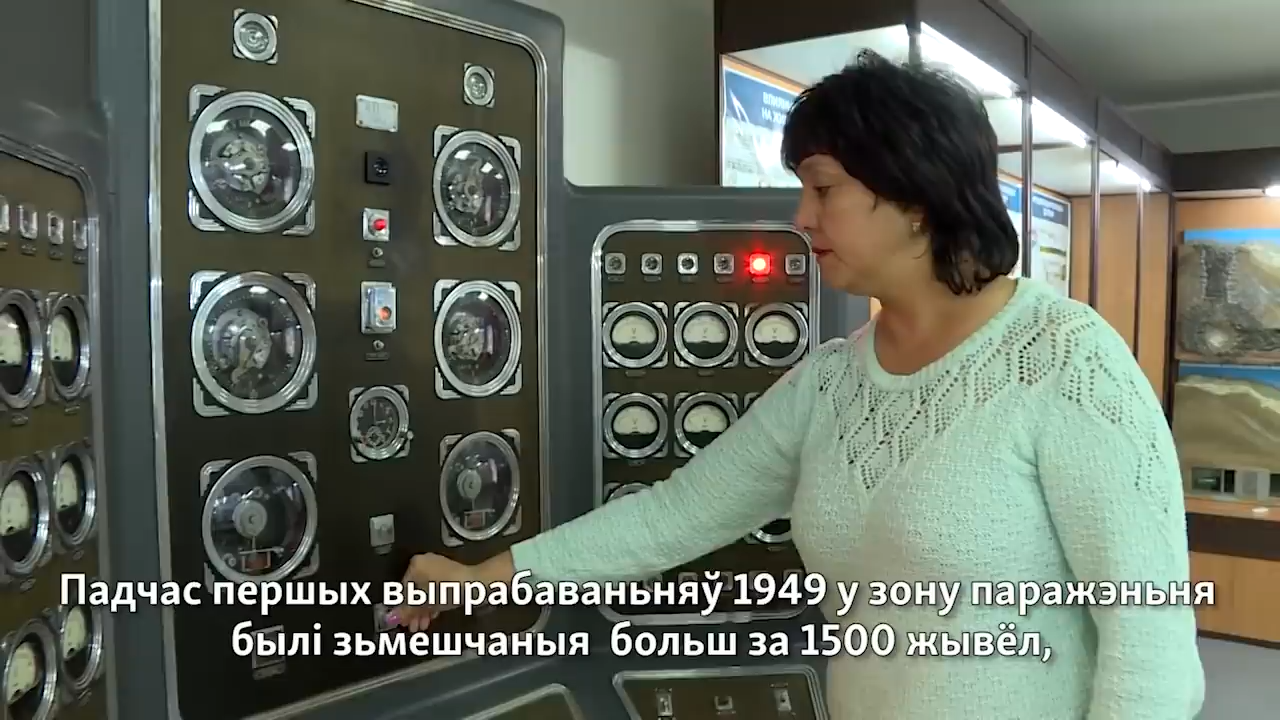 Падчас першых выпрабаваньняў 1949 у зону паражэньня
былі зьмешчаныя больш за 1500 жывёл,